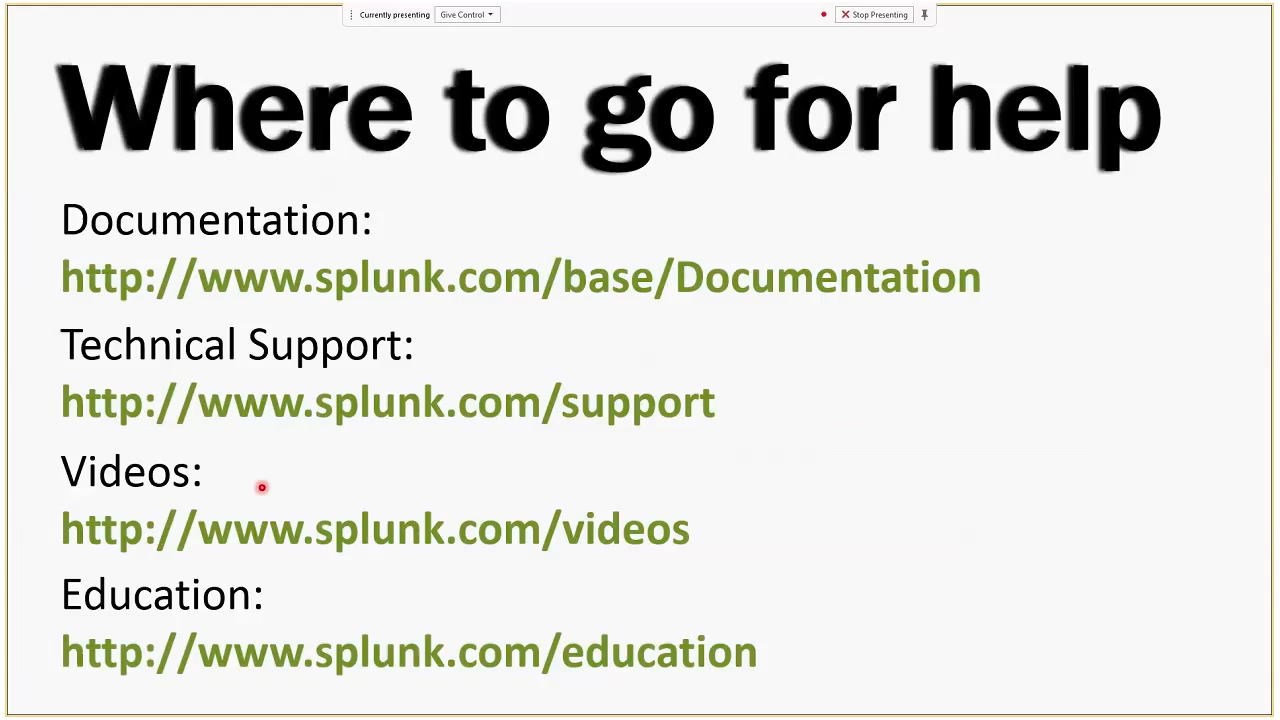 Currently presenting Give Control Stop Presenting
Where to go for help
Documentation:
http://www.splunk.com/base/Documentation
Technical Support:
http://www.splunk.com/support
Videos:
http://www.splunk.com/videos
Education:
http://www.splunk.com/education